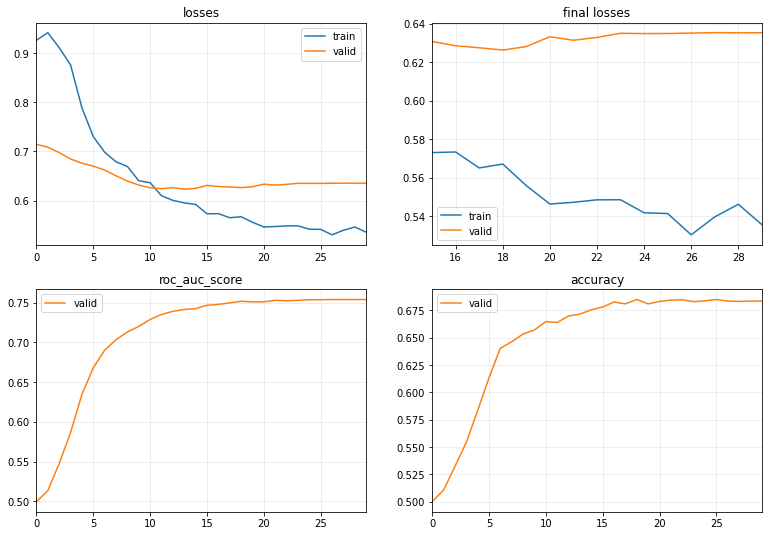 losses
train
valid
0.9
0.8
0.7
0.6
0 5 10 15 20 25
final losses
0.64
0.62
0.60
0.58
0.56
0.54
train
valid
16 18 20 22 24 26 28
roc_auc_score
valid
0.75
0.70
0.65
0.60
0.55
0.50
0 5 10 15 20 25
accuracy
valid
0.675
0.650
0.625
0.600
0.575
0.550
0.525
0.500
0 5 10 15 20 25